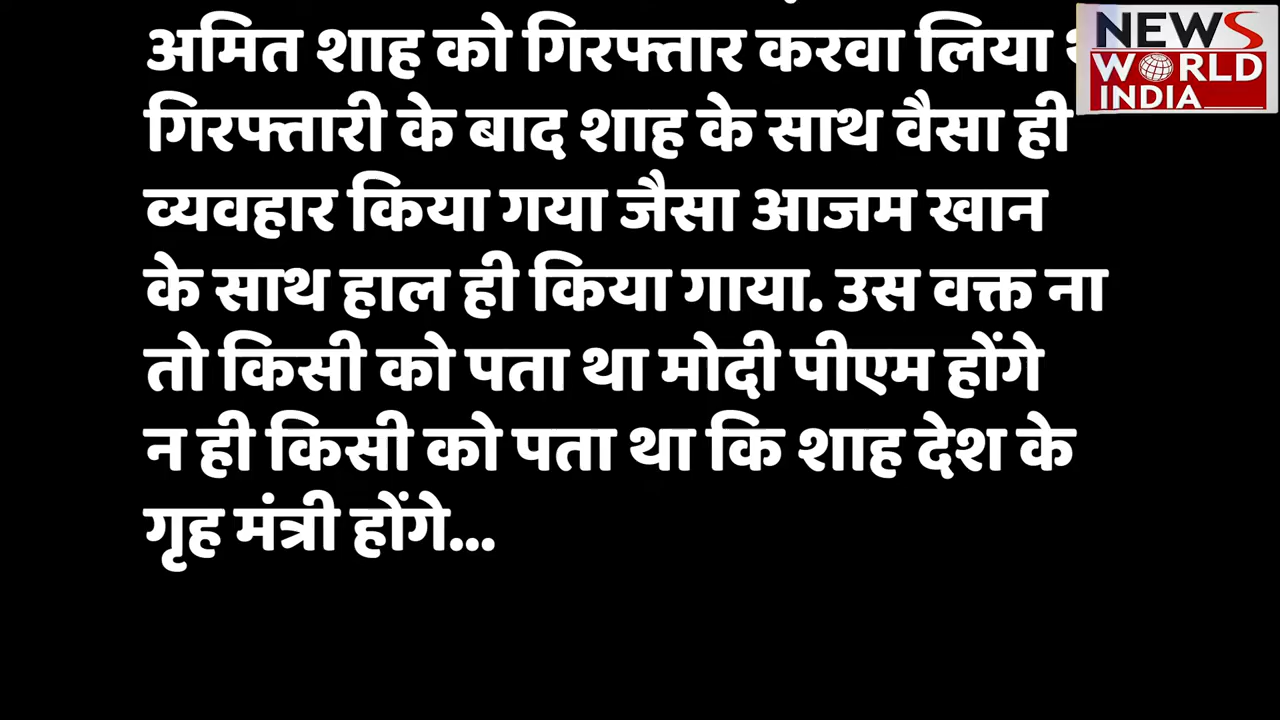 अमित शाह को गिरफ्तार करवा लिया
गिरफ्तारी के बाद शाह के साथ वैसा ही
व्यवहार किया गया जैसा आजम खान
के साथ हाल ही किया गाया. उस वक्त ना
तो किसी को पता था मोदी पीएम होंगे
न ही किसी को पता था कि शाह देश के
गृह मंत्री होंगे...
NEWS
WORLD
INDIA